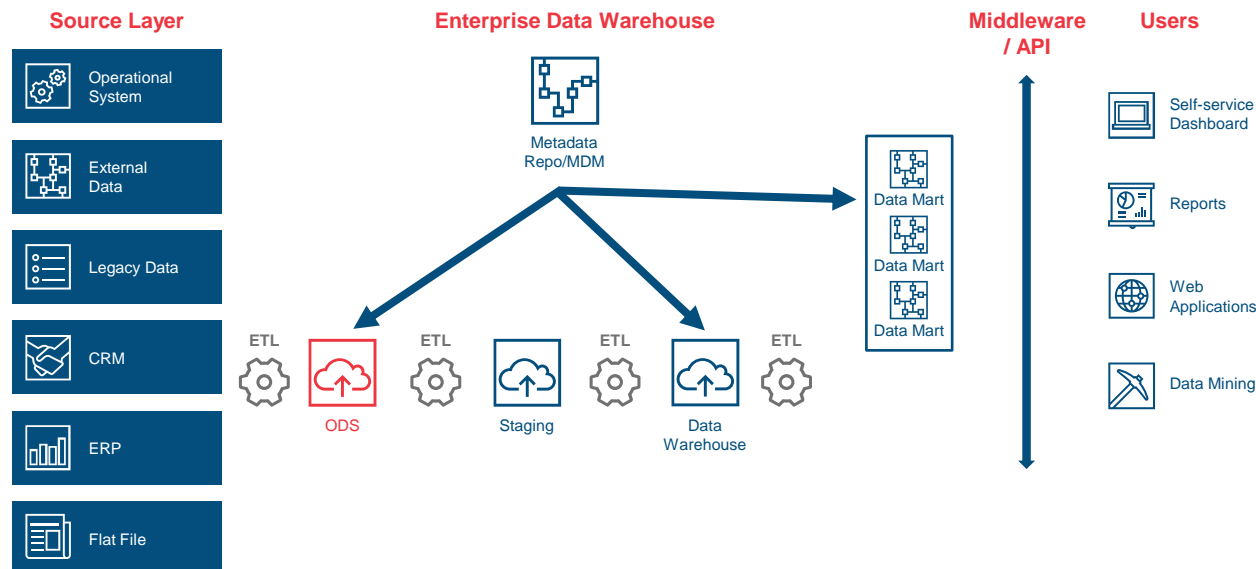 Source Layer
Enterprise Data Warehouse
Middleware
/ API
Users
Operational
System
External
Data
Legacy Data
CRM
ERP
Flat File
Metadata
Repo/MDM
ETL
ETL
ETL
ETL
ODS
Staging
Data
Warehouse
Data Mart
Data Mart
Data Mart
Self-service
Dashboard
Reports
Web
Applications
Data Mining